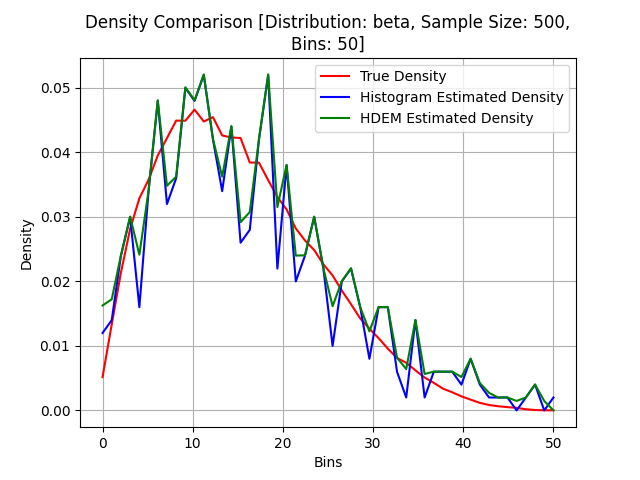 Density Comparison [Distribution: beta, Sample Size: 500,
Bins: 50]
True Density
Histogram Estimated Density
HDEM Estimated Density
Density
0.05
0.04
0.03
0.02
0.01
0.00
0 10 20 30 40 50
Bins